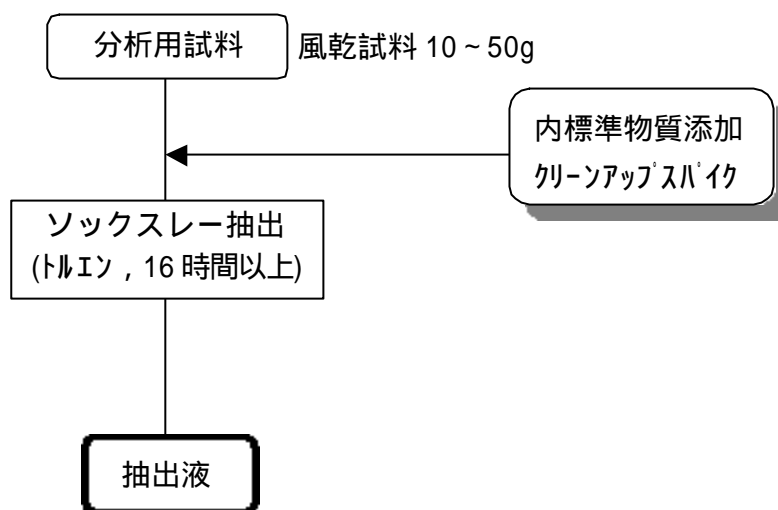 分析用試料
風乾試料 10 ~ 50g
内標準物質添加
ｸﾘｰﾝｱｯﾌﾟｽﾊﾟｲｸ
ソックスレー抽出
(ﾄﾙｴﾝ , 16 時間以上)
抽出液